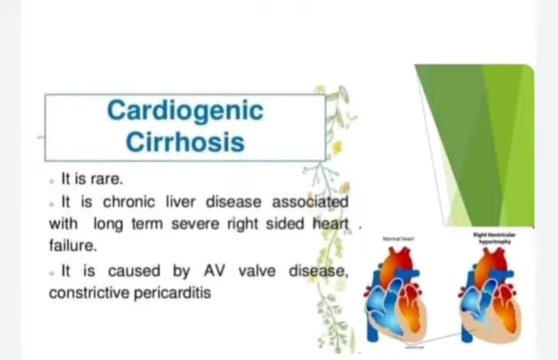 Cardiogenic
Cirrhosis
It is rare.
It is chronic liver disease associated
with long term severe right sided heart
failure.
It is caused by AV valve disease,
constrictive pericarditis
Normal heart
Right Ventricular
hypertrophy